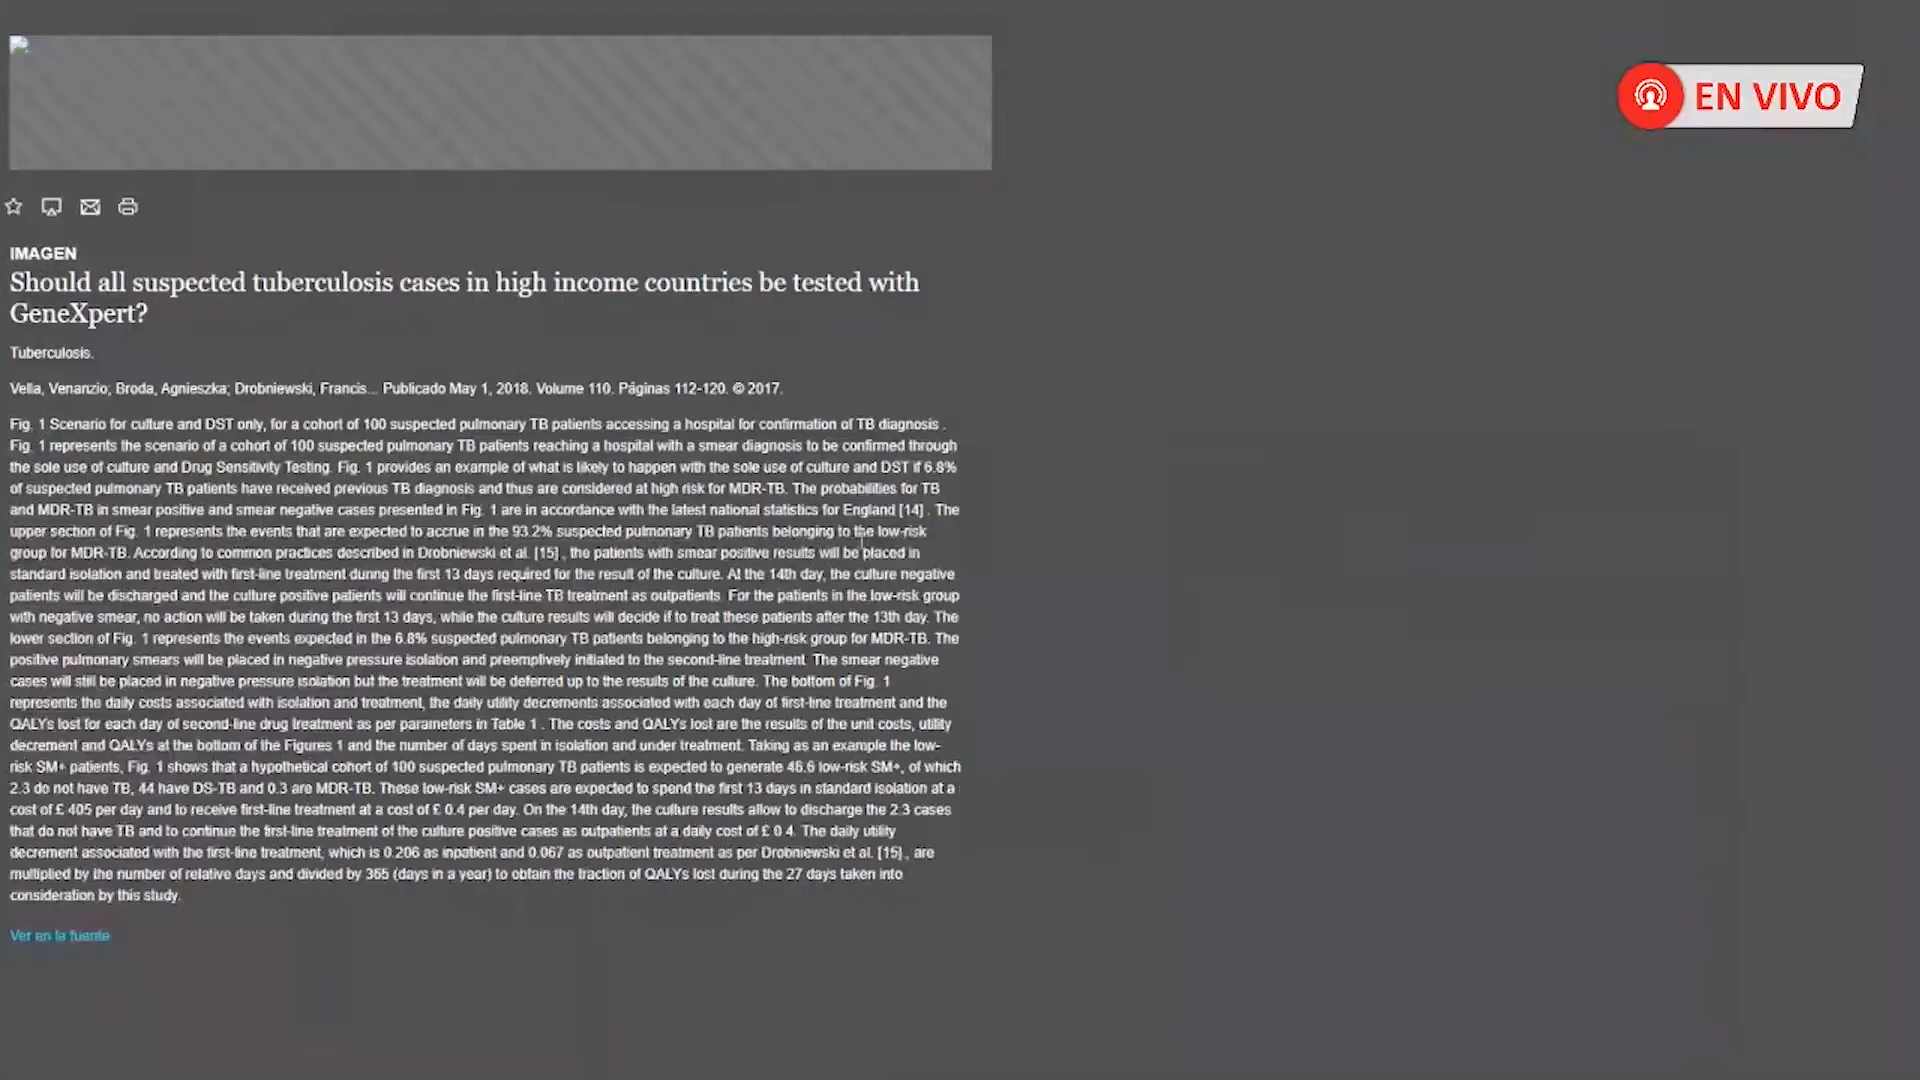 EN VIVO
IMAGEN
Should all suspected tuberculosis cases in high income countries be tested with
GeneXpert?
Tuberculosis.
Vella, Venanzio; Broda, Agnieszka; Drobniewski, Francis... Publicado May 1, 2018. Volume 110. Páginas 112-120. © 2017.
Fig. 1 Scenario for culture and DST only, for a cohort of 100 suspected pulmonary TB patients accessing a hospital for confirmation of TB diagnosis .
Fig. 1 represents the scenario of a cohort of 100 suspected pulmonary TB patients reaching a hospital with a smear diagnosis to be confirmed through
the sole use of culture and Drug Sensitivity Testing. Fig. 1 provides an example of what is likely to happen with the sole use of culture and DST if 6.8%
of suspected pulmonary TB patients have received previous TB diagnosis and thus are considered at high risk for MDR-TB. The probabilities for TB
and MDR-TB in smear positive and smear negative cases presented in Fig. 1 are in accordance with the latest national statistics for England [14] . The
upper section of Fig. 1 represents the events that are expected to accrue in the 93.2% suspected pulmonary TB patients belonging to the low-risk
group for MDR-TB. According to common practices described in Drobniewski et al. [15] , the patients with smear positive results will be placed in
standard isolation and treated with first-line treatment during the first 13 days required for the result of the culture. At the 14th day, the culture negative
patients will be discharged and the culture positive patients will continue the first-line TB treatment as outpatients. For the patients in the low-risk group
with negative smear, no action will be taken during the first 13 days, while the culture results will decide if to treat these patients after the 13th day. The
lower section of Fig. 1 represents the events expected in the 6.8% suspected pulmonary TB patients belonging to the high-risk group for MDR-TB. The
positive pulmonary smears will be placed in negative pressure isolation and preemptively initiated to the second-line treatment. The smear negative
cases will still be placed in negative pressure isolation but the treatment will be deferred up to the results of the culture. The bottom of Fig. 1
represents the daily costs associated with isolation and treatment, the daily utility decrements associated with each day of first-line treatment and the
QALYs lost for each day of second-line drug treatment as per parameters in Table 1 . The costs and QALYs lost are the results of the unit costs, utility
decrement and QALYs at the bottom of the Figures 1 and the number of days spent in isolation and under treatment. Taking as an example the low-
risk SM+ patients, Fig. 1 shows that a hypothetical cohort of 100 suspected pulmonary TB patients is expected to generate 46.6 low-risk SM+, of which
2.3 do not have TB, 44 have DS-TB and 0.3 are MDR-TB. These low-risk SM+ cases are expected to spend the first 13 days in standard isolation at a
cost of £ 405 per day and to receive first-line treatment at a cost of £ 0.4 per day. On the 14th day, the culture results allow to discharge the 2.3 cases
that do not have TB and to continue the first-line treatment of the culture positive cases as outpatients at a daily cost of £ 0.4. The daily utility
decrement associated with the first-line treatment, which is 0.206 as inpatient and 0.067 as outpatient treatment as per Drobniewski et al. [15] , are
multiplied by the number of relative days and divided by 365 (days in a year) to obtain the fraction of QALYs lost during the 27 days taken into
consideration by this study.
Ver en la fuente